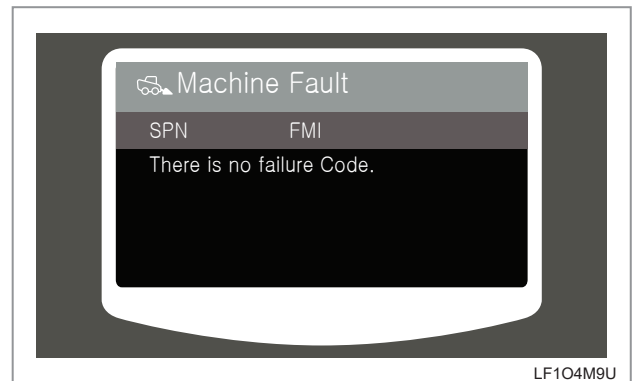 Machine Fault
SPN FMI
There is no failure Code.
LF1O4M9U